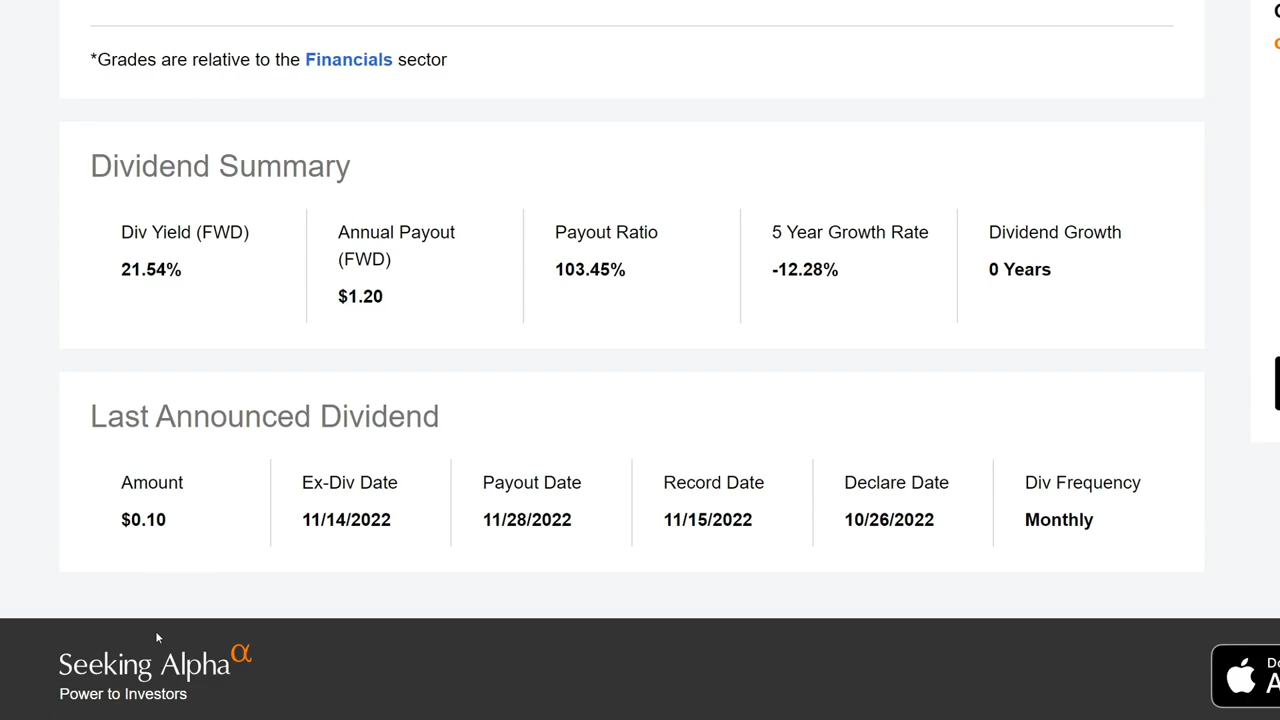 *Grades are relative to the Financials sector
Dividend Summary
Div Yield (FWD)
21.54%
Annual Payout
(FWD)
$1.20
Payout Ratio
103.45%
5 Year Growth Rate
-12.28%
Dividend Growth
0 Years
Last Announced Dividend
Amount
$0.10
Ex-Div Date
11/14/2022
Payout Date
11/28/2022
Record Date
11/15/2022
Declare Date
10/26/2022
Div Frequency
Monthly
Seeking Alpha α
Power to Investors